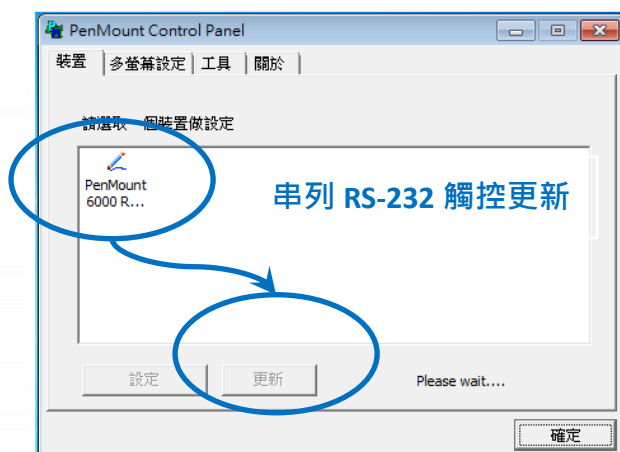 PenMount Control Panel
裝置 多螢幕設定 工具 關於
請選取一個裝置做設定
PenMount
6000 R...
串列 RS-232 觸控更新
設定 更新 Please wait....
確定